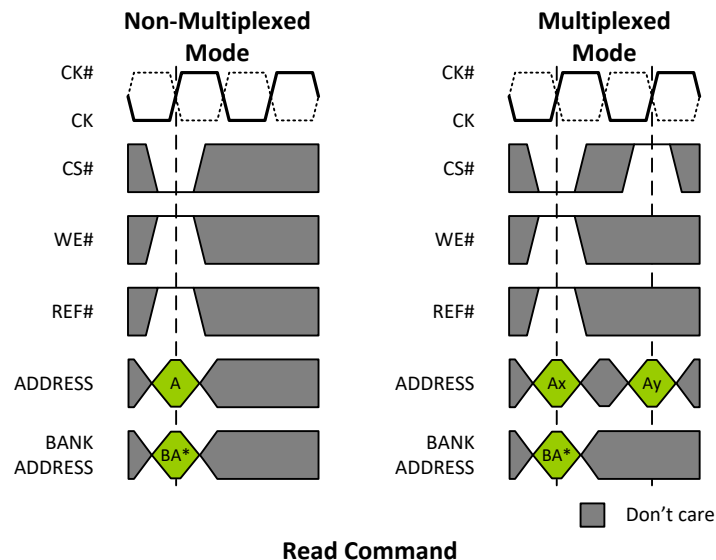 Non-Multiplexed
Mode
CK#
CK
CS#
WE#
REF#
ADDRESS
A
BANK
ADDRESS
BA*
Multiplexed
Mode
CK#
CK
CS#
WE#
REF#
ADDRESS
Ax
Ay
BANK
ADDRESS
BA*
Don't care
Read Command